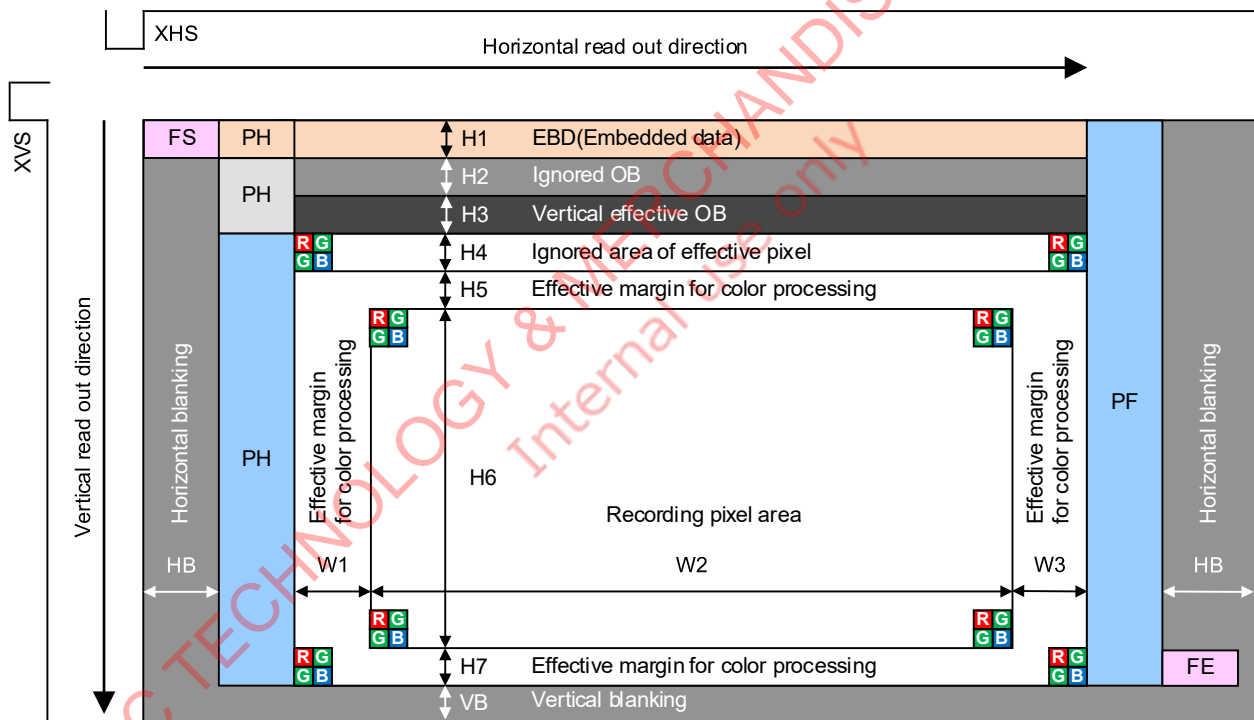 XHS
Horizontal read out direction
XVS
FS
PH
H1
EBD(Embedded data)
H2
Ignored OB
PH
H3
Vertical effective OB
R G
G B
H4
Ignored area of effective pixel
R G
G B
H5
Effective margin for color processing
R G
G B
R G
G B
Vertical read out direction
Horizontal blanking
HB
PH
Effective margin
for color processing
W1
H6
Recording pixel area
W2
Effective margin
for color processing
W3
PF
Horizontal blanking
HB
R G
G B
R G
G B
R G
G B
H7
Effective margin for color processing
R G
G B
FE
VB
Vertical blanking
C TECHNOLOGY & MERCHANDIS
Internal use only